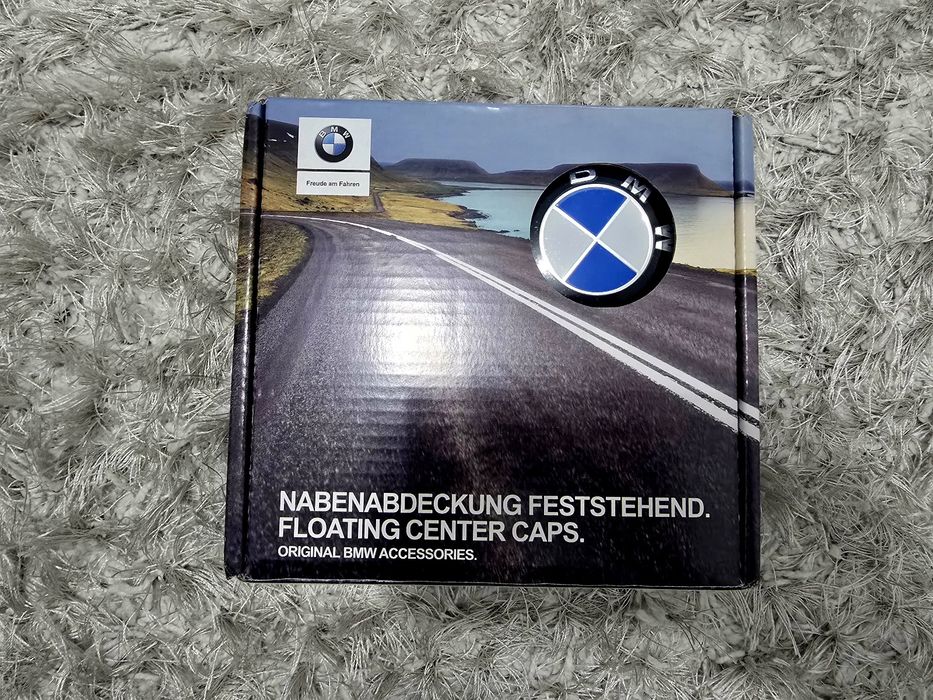 BMW
Freude am Fahren
BMW
NABENABDECKUNG FESTSTEHEND.
FLOATING CENTER CAPS.
ORIGINAL BMW ACCESSORIES.